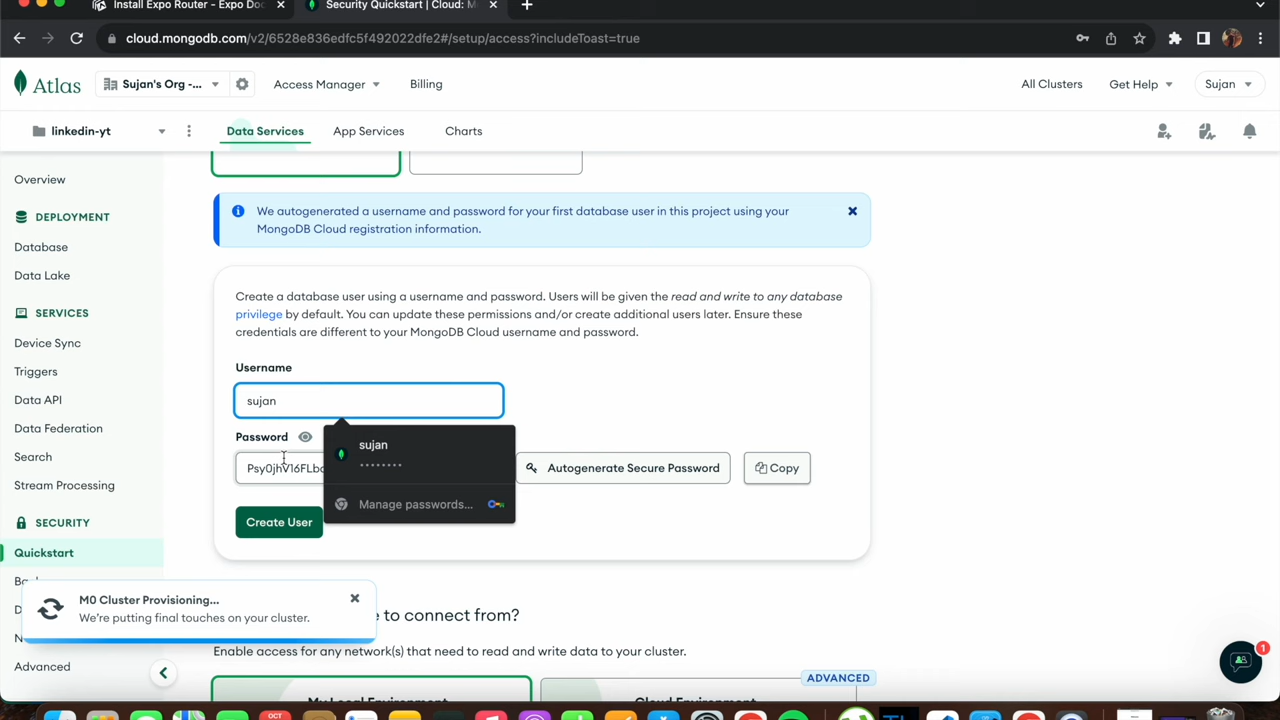 Install Expo Router - Expo Do
Security Quickstart | Cloud: M
cloud.mongodb.com/v2/6528e836edfc5f492022dfe2#/setup/access?includeToast=true
Atlas
Sujan's Org -...
Access Manager
Billing
All Clusters
Get Help
Sujan
linkedin-yt
Data Services
App Services
Charts
Overview
DEPLOYMENT
Database
Data Lake
SERVICES
Device Sync
Triggers
Data API
Data Federation
Search
Stream Processing
SECURITY
Quickstart
Advanced
We autogenerated a username and password for your first database user in this project using your
MongoDB Cloud registration information.
Create a database user using a username and password. Users will be given the read and write to any database
privilege by default. You can update these permissions and/or create additional users later. Ensure these
credentials are different to your MongoDB Cloud username and password.
Username
sujan
Password
sujan
••••••••
Manage passwords...
Autogenerate Secure Password
Copy
Create User
M0 Cluster Provisioning...
We're putting final touches on your cluster.
e to connect from?
Enable access for any network(s) that need to read and write data to your cluster.
ADVANCED
My Local Environment
Cloud Environment
1
OCT